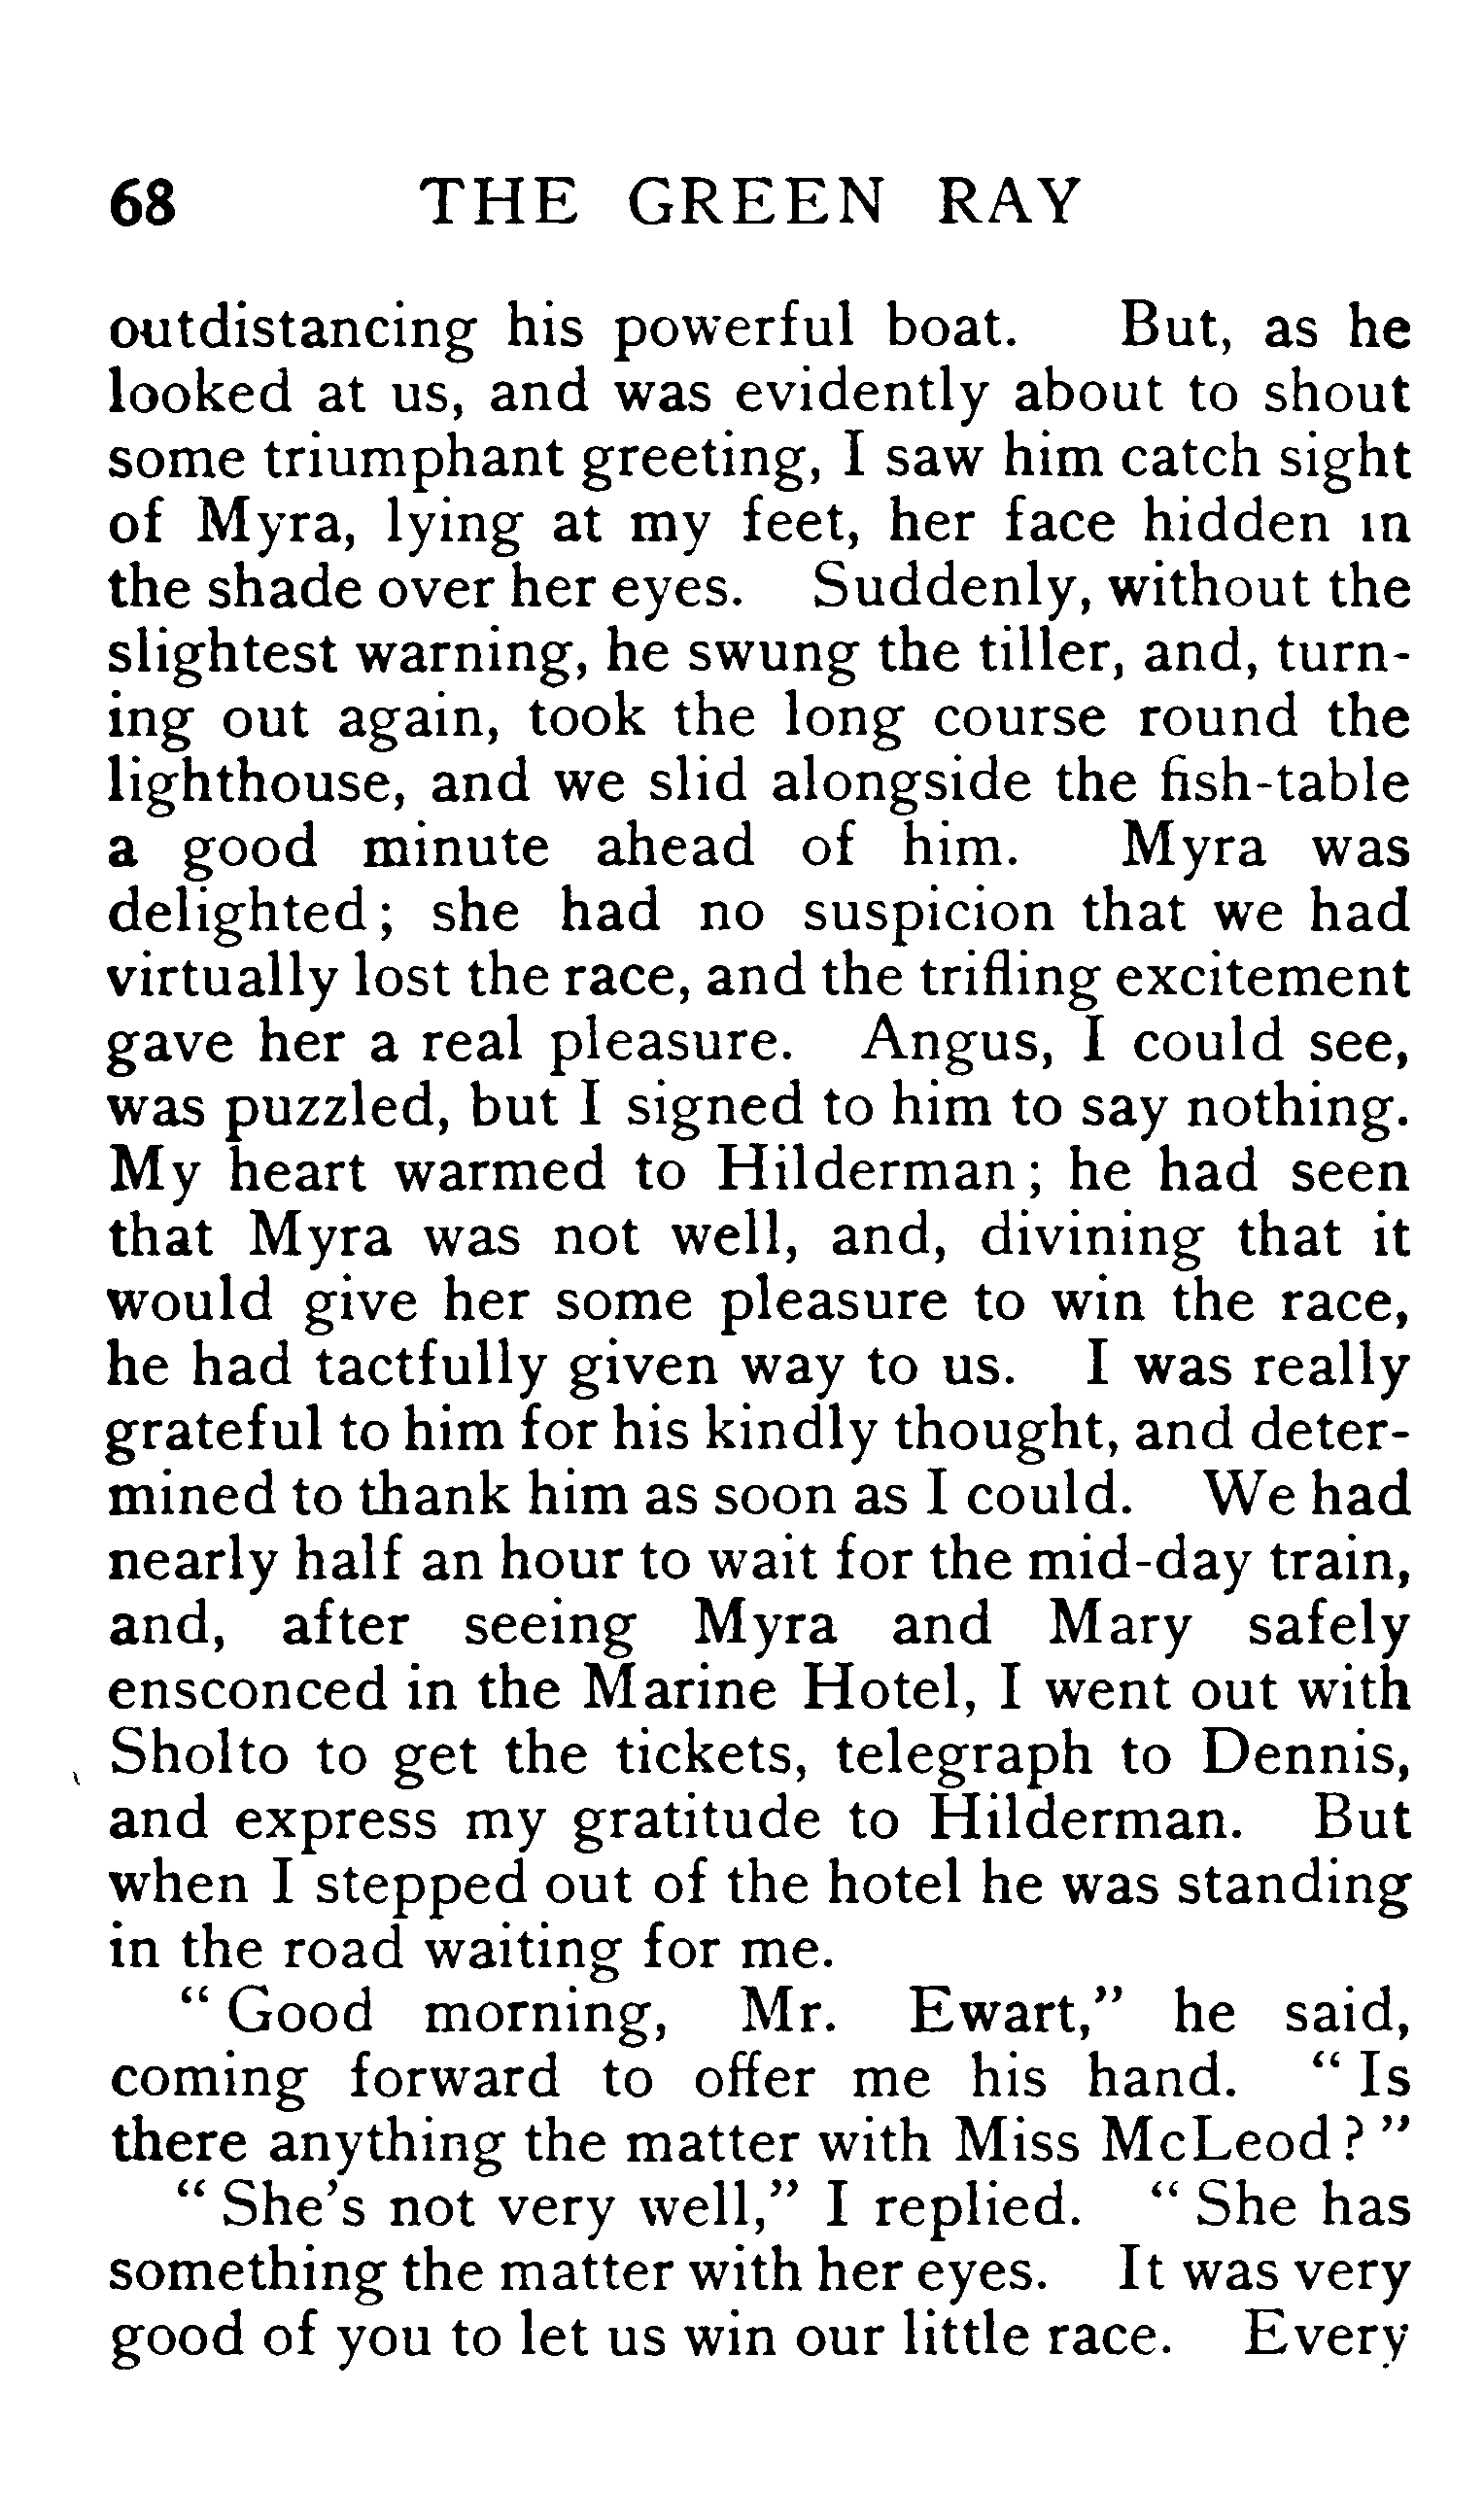 68 THE GREEN RAY
outdistancing his powerful boat. But, as he
looked at us, and was evidently about to shout
some triumphant greeting, I saw him catch sight
of Myra, lying at my feet, her face hidden in
the shade over her eyes. Suddenly, without the
slightest warning, he swung the tiller, and, turn-
ing out again, took the long course round the
lighthouse, and we slid alongside the fish-table
a good minute ahead of him. Myra was
delighted; she had no suspicion that we had
virtually lost the race, and the trifling excitement
gave her a real pleasure. Angus, I could see,
was puzzled, but I signed to him to say nothing.
My heart warmed to Hilderman; he had seen
that Myra was not well, and, divining that it
would give her some pleasure to win the race,
he had tactfully given way to us. I was really
grateful to him for his kindly thought, and deter-
mined to thank him as soon as I could. We had
nearly half an hour to wait for the mid-day train,
and, after seeing Myra and Mary safely
ensconced in the Marine Hotel, I went out with
Sholto to get the tickets, telegraph to Dennis,
and express my gratitude to Hilderman. But
when I stepped out of the hotel he was standing
in the road waiting for me.
"Good morning, Mr. Ewart," he said,
coming forward to offer me his hand. "Is
there anything the matter with Miss McLeod?"
"She's not very well," I replied. "She has
something the matter with her eyes. It was very
good of you to let us win our little race. Every